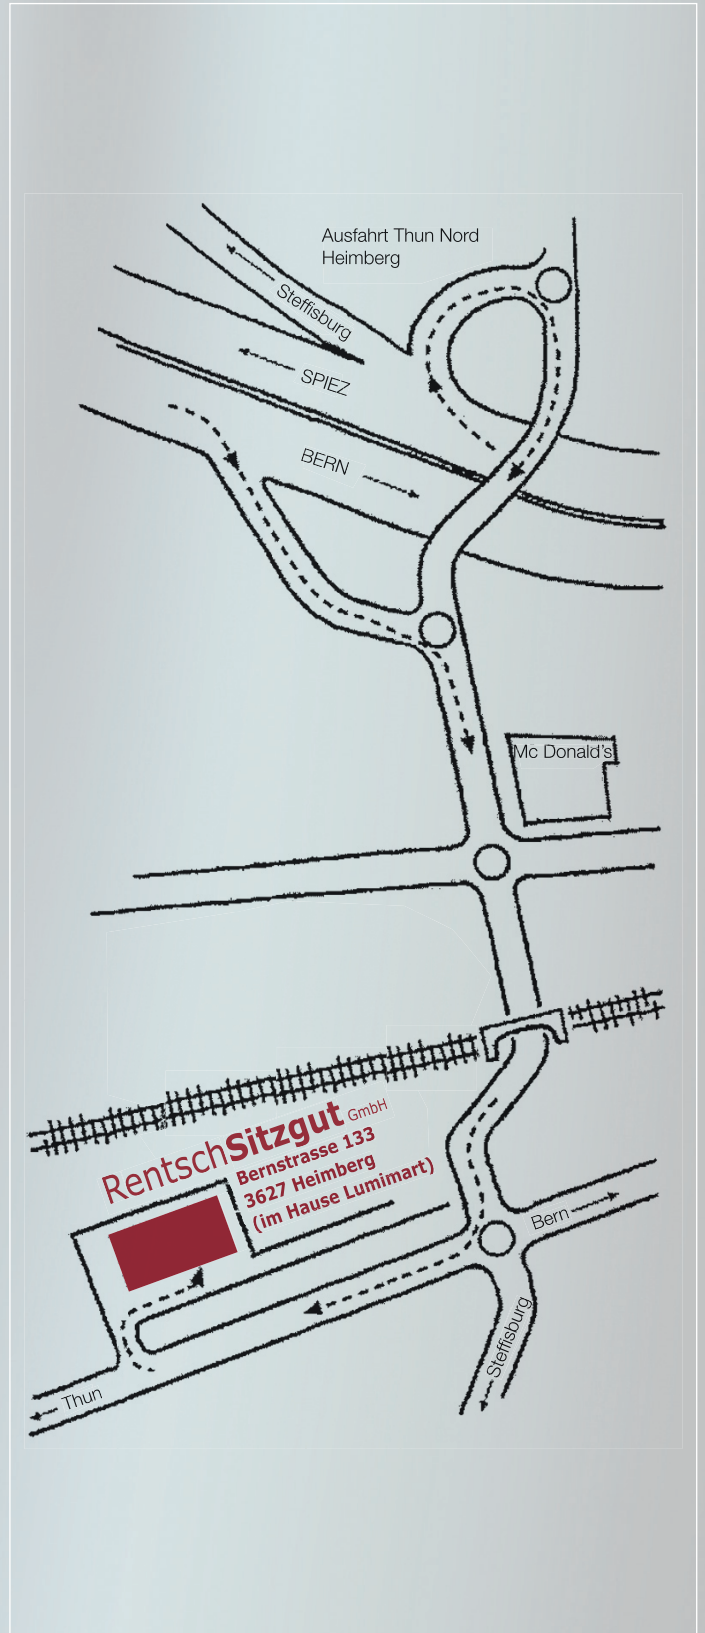 Ausfahrt Thun Nord
Heimberg
Steffisburg
SPIEZ
BERN
Mc Donald's
RentschSitzgut GmbH
Bernstrasse 133
3627 Heimberg
(im Hause Lumimart)
Bern
Steffisburg
Thun